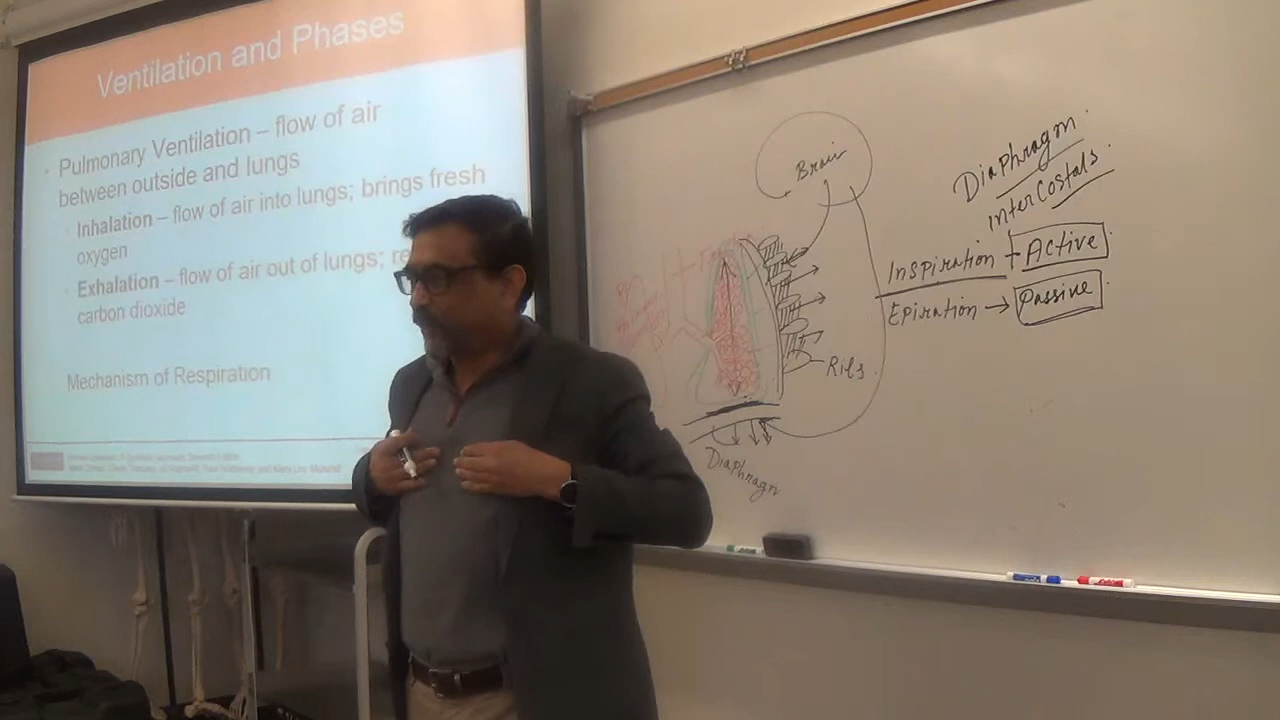 Ventilation and Phases
Pulmonary Ventilation – flow of air
between outside and lungs
Inhalation – flow of air into lungs; brings fresh
oxygen
Exhalation – flow of air out of lungs; re
carbon dioxide
Mechanism of Respiration
Brain
Ribs
Diaphragm
Diaphragm
InterCostals
Inspiration Active
Epiration → Passive